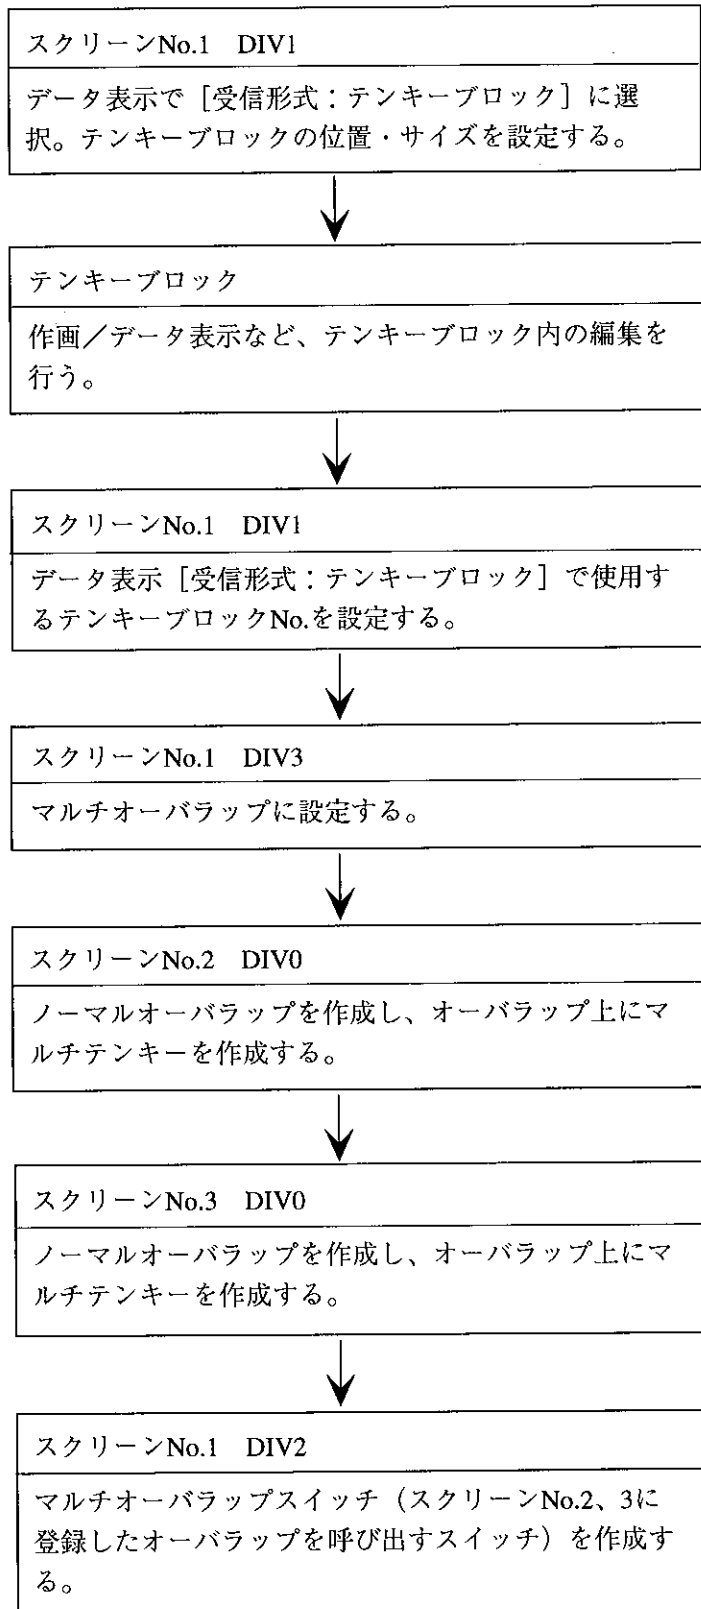 スクリーンNo.1　DIV1
データ表示で［受信形式：テンキーブロック］に選
択。テンキーブロックの位置・サイズを設定する。
テンキーブロック
作画／データ表示など、テンキーブロック内の編集を
行う。
スクリーンNo.1　DIV1
データ表示［受信形式：テンキーブロック］で使用す
るテンキーブロックNo.を設定する。
スクリーンNo.1　DIV3
マルチオーバラップに設定する。
スクリーンNo.2　DIV0
ノーマルオーバラップを作成し、オーバラップ上にマ
ルチテンキーを作成する。
スクリーンNo.3　DIV0
ノーマルオーバラップを作成し、オーバラップ上にマ
ルチテンキーを作成する。
スクリーンNo.1　DIV2
マルチオーバラップスイッチ（スクリーンNo.2、3に
登録したオーバラップを呼び出すスイッチ）を作成す
る。